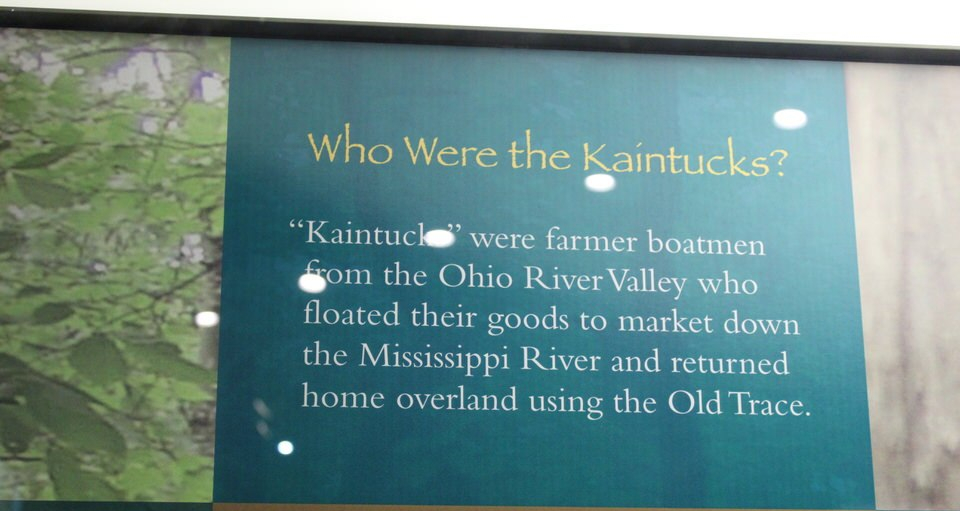 Who Were the Kaintucks?
“Kaintucks” were farmer boatmen
from the Ohio River Valley who
floated their goods to market down
the Mississippi River and returned
home overland using the Old Trace.